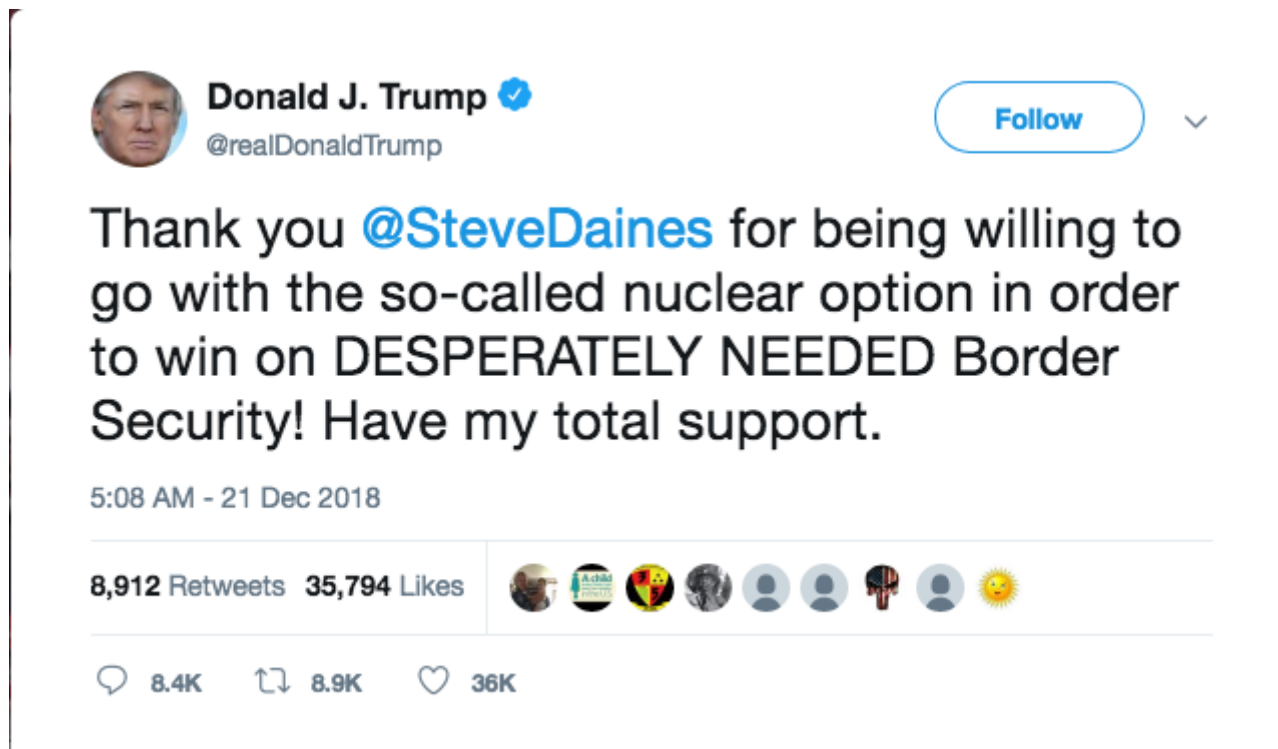 Donald J. Trump
@realDonaldTrump
Follow
Thank you @SteveDaines for being willing to
go with the so-called nuclear option in order
to win on DESPERATELY NEEDED Border
Security! Have my total support.
5:08 AM - 21 Dec 2018
8,912 Retweets 35,794 Likes
A child
8.4K 8.9K 36K